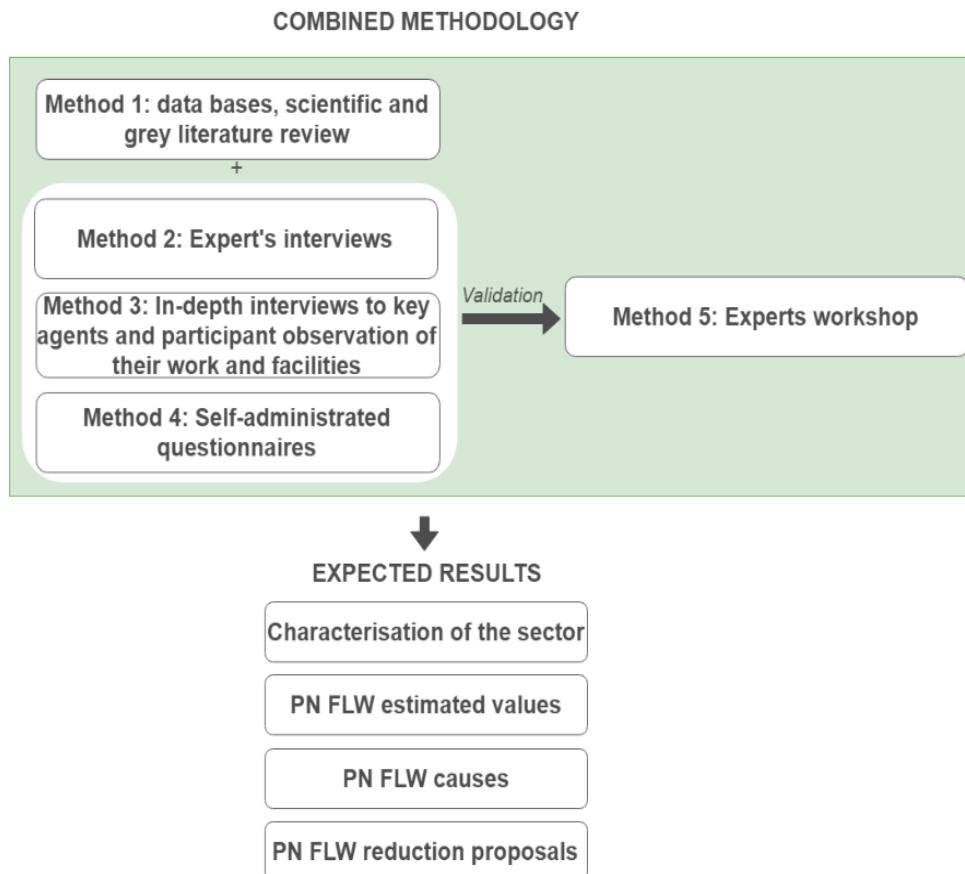 COMBINED METHODOLOGY
Method 1: data bases, scientific and
grey literature review
+
Method 2: Expert's interviews
Method 3: In-depth interviews to key
agents and participant observation of
their work and facilities
Method 4: Self-administrated
questionnaires
Validation
Method 5: Experts workshop
EXPECTED RESULTS
Characterisation of the sector
PN FLW estimated values
PN FLW causes
PN FLW reduction proposals